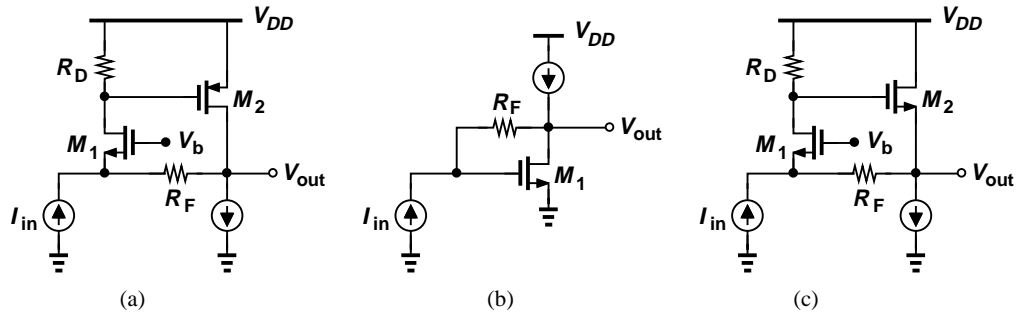 V_DD
R_D
M_2
M_1
V_b
R_F
V_out
I_in
(a)
V_DD
R_F
V_out
M_1
I_in
(b)
V_DD
R_D
M_2
M_1
V_b
R_F
V_out
I_in
(c)